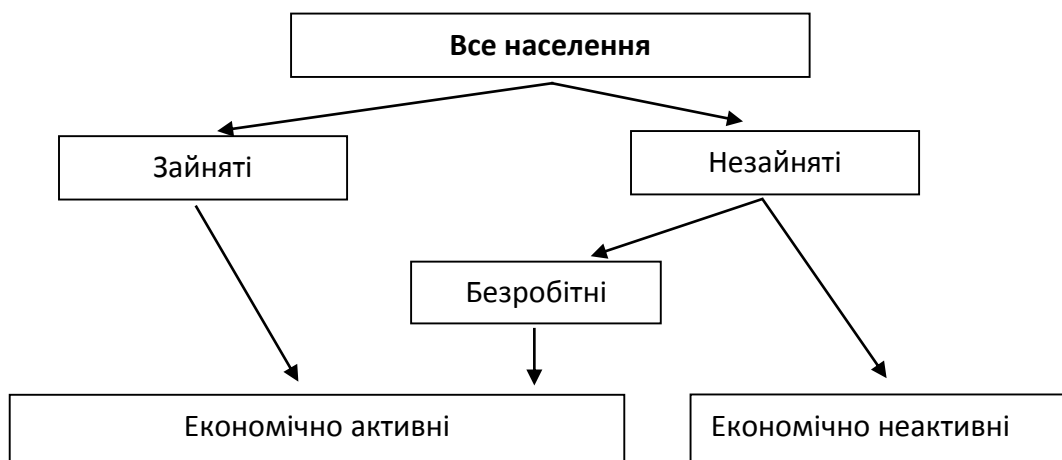 Все населення
Зайняті
Незайняті
Безробітні
Економічно активні
Економічно неактивні